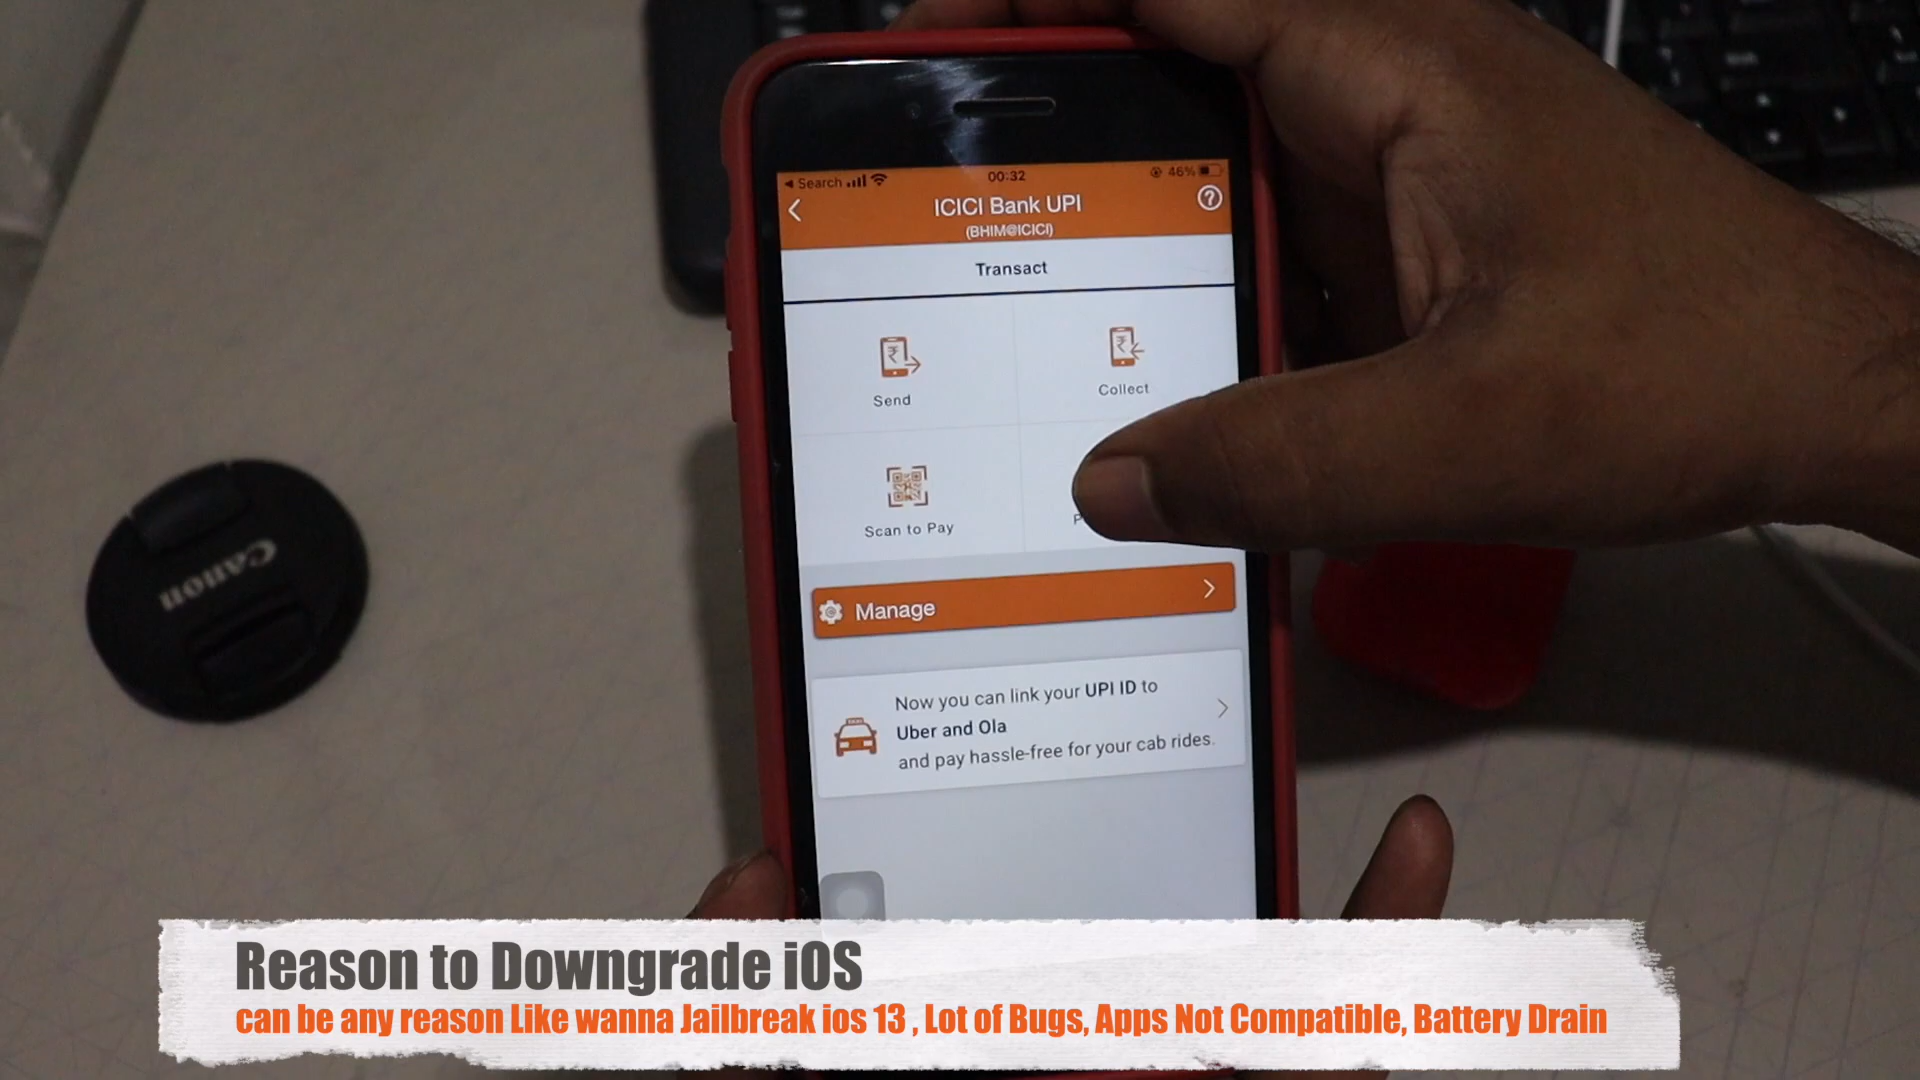 Search
00:32
46%
ICICI Bank UPI
(BHIM@ICICI)
Transact
Send
Collect
Scan to Pay
Manage
Now you can link your UPI ID to
Uber and Ola
and pay hassle-free for your cab rides.
Canon
Reason to Downgrade iOS
can be any reason Like wanna Jailbreak ios 13 , Lot of Bugs, Apps Not Compatible, Battery Drain